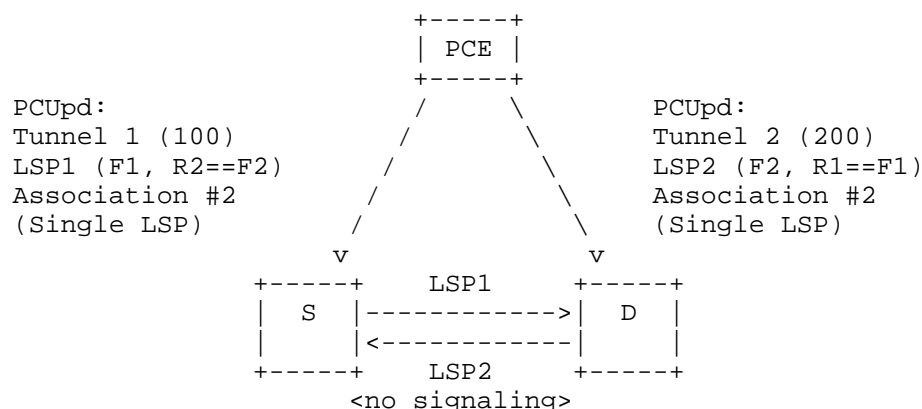 +-----+
                              | PCE |
                              +-----+
PCUpd:                        /     \          PCUpd:
Tunnel 1 (100)               /       \         Tunnel 2 (200)
LSP1 (F1, R2==F2)           /         \        LSP2 (F2, R1==F1)
Association #2             /           \       Association #2
(Single LSP)              /             \      (Single LSP)
                         v               v
                    +-----+    LSP1     +-----+
                    |  S  |------------>|  D  |
                    |     |<------------|     |
                    +-----+    LSP2     +-----+
                          <no signaling>